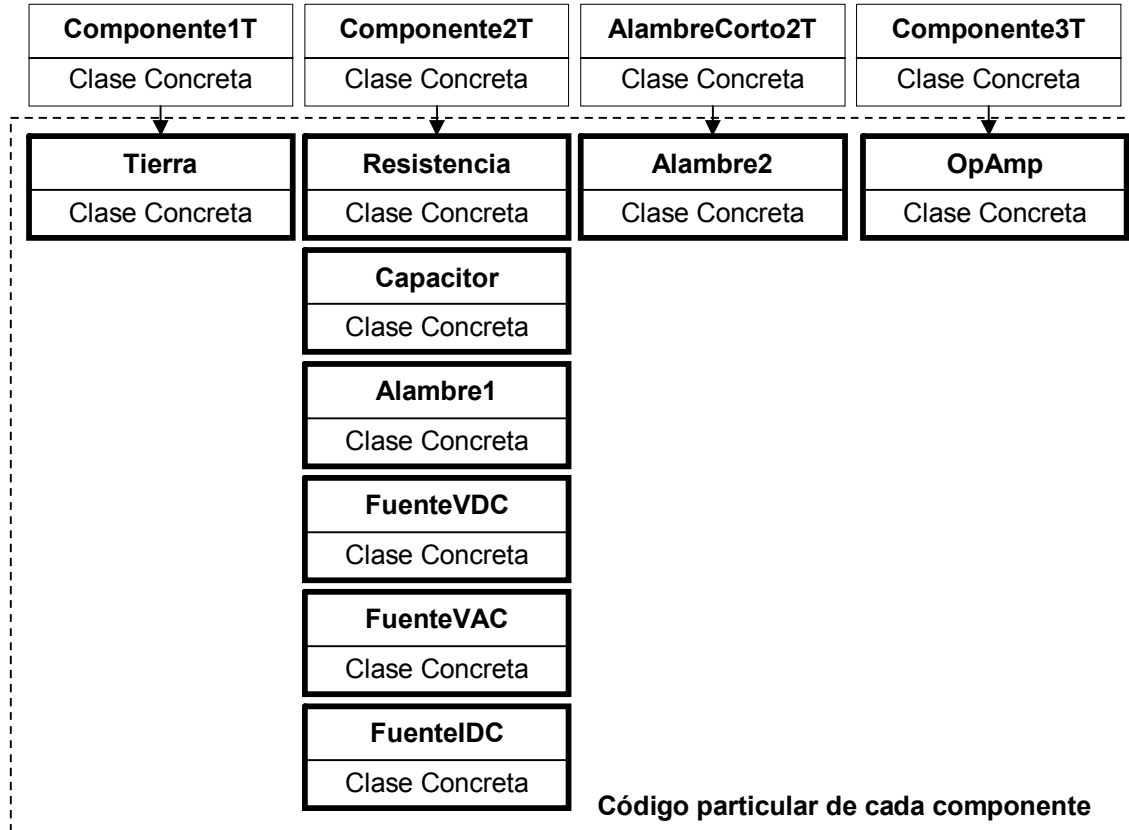 Componente1T
Componente2T
AlambreCorto2T
Componente3T
Clase Concreta
Clase Concreta
Clase Concreta
Clase Concreta
Tierra
Resistencia
Alambre2
OpAmp
Clase Concreta
Clase Concreta
Clase Concreta
Clase Concreta
Capacitor
Clase Concreta
Alambre1
Clase Concreta
FuenteVDC
Clase Concreta
FuenteVAC
Clase Concreta
FuenteIDC
Clase Concreta
Código particular de cada componente